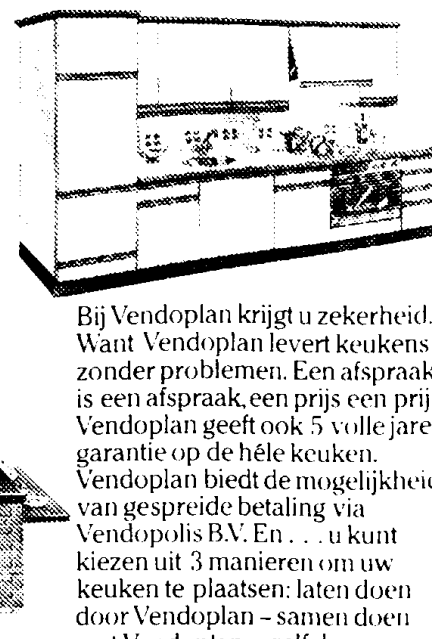 Bij Vendoplan krijgt u zekerheid.
Want Vendoplan levert keukens
zonder problemen. Een afspraak
is een afspraak, een prijs een prij
Vendoplan geeft ook 5 volle jare
garantie op de héle keuken.
Vendoplan biedt de mogelijkheid
van gespreide betaling via
Vendopolis B.V. En . . . u kunt
kiezen uit 3 manieren om uw
keuken te plaatsen: laten doen
door Vendoplan – samen doen